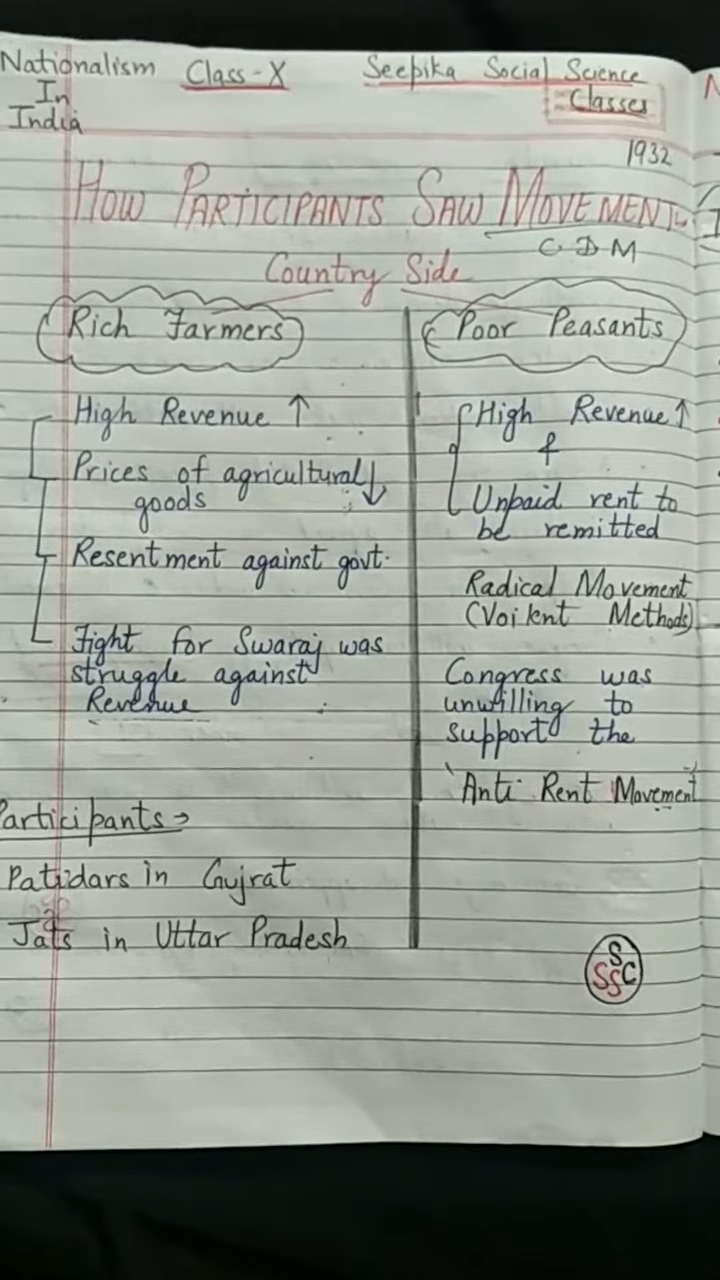 Nationalism In India
Class-X
Seepika Social Science Classes
1932
HOW PARTICIPANTS SAW MOVEMENT
C D M
Country Side
Rich Farmers
High Revenue ↑
Prices of agricultural ↓
goods
Resentment against govt.
Fight for Swaraj was
struggle against
Revenue
Participants →
Patidars in Gujrat
Jats in Uttar Pradesh
Poor Peasants
High Revenue ↑
&
Unpaid rent to
be remitted
Radical Movement
(Voilent Methods)
Congress was
unwilling to
support the
'Anti Rent Movement
SSSC